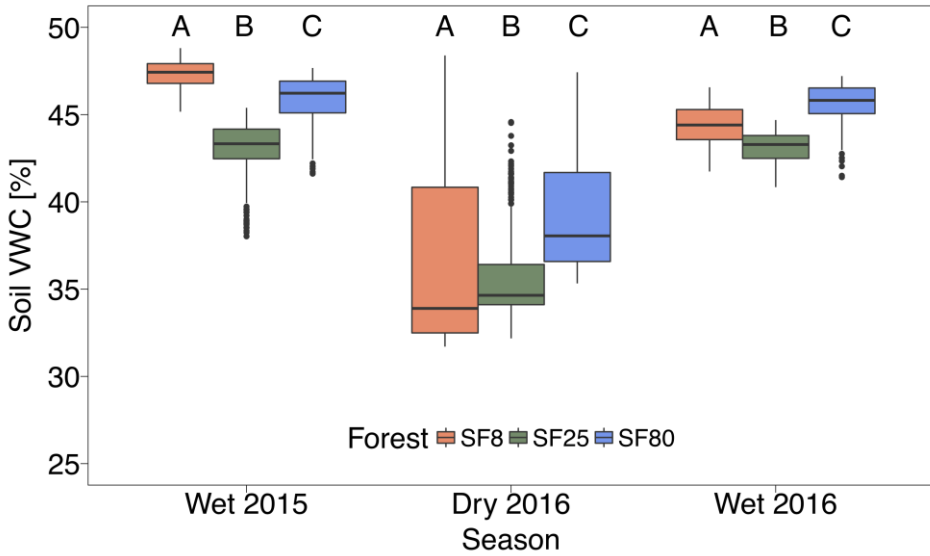 50
45
40
35
30
25
Soil VWC [%]
A B C
A B C
A B C
Forest SF8 SF25 SF80
Wet 2015
Dry 2016
Wet 2016
Season